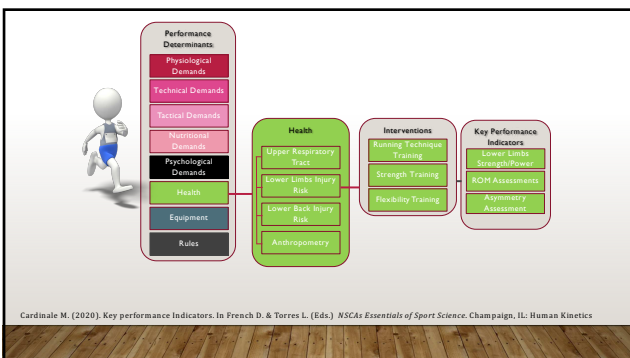 Performance
Determinants
Physiological
Demands
Technical Demands
Tactical Demands
Nutritional
Demands
Psychological
Demands
Health
Equipment
Rules
Health
Upper Respiratory
Tract
Lower Limbs Injury
Risk
Lower Back Injury
Risk
Anthropometry
Interventions
Running Technique
Training
Strength Training
Flexibility Training
Key Performance
Indicators
Lower Limbs
Strength/Power
ROM Assessments
Asymmetry
Assessment
Cardinale M. (2020). Key performance Indicators. In French D. & Torres L. (Eds.) NSCAs Essentials of Sport Science. Champaign, IL: Human Kinetics